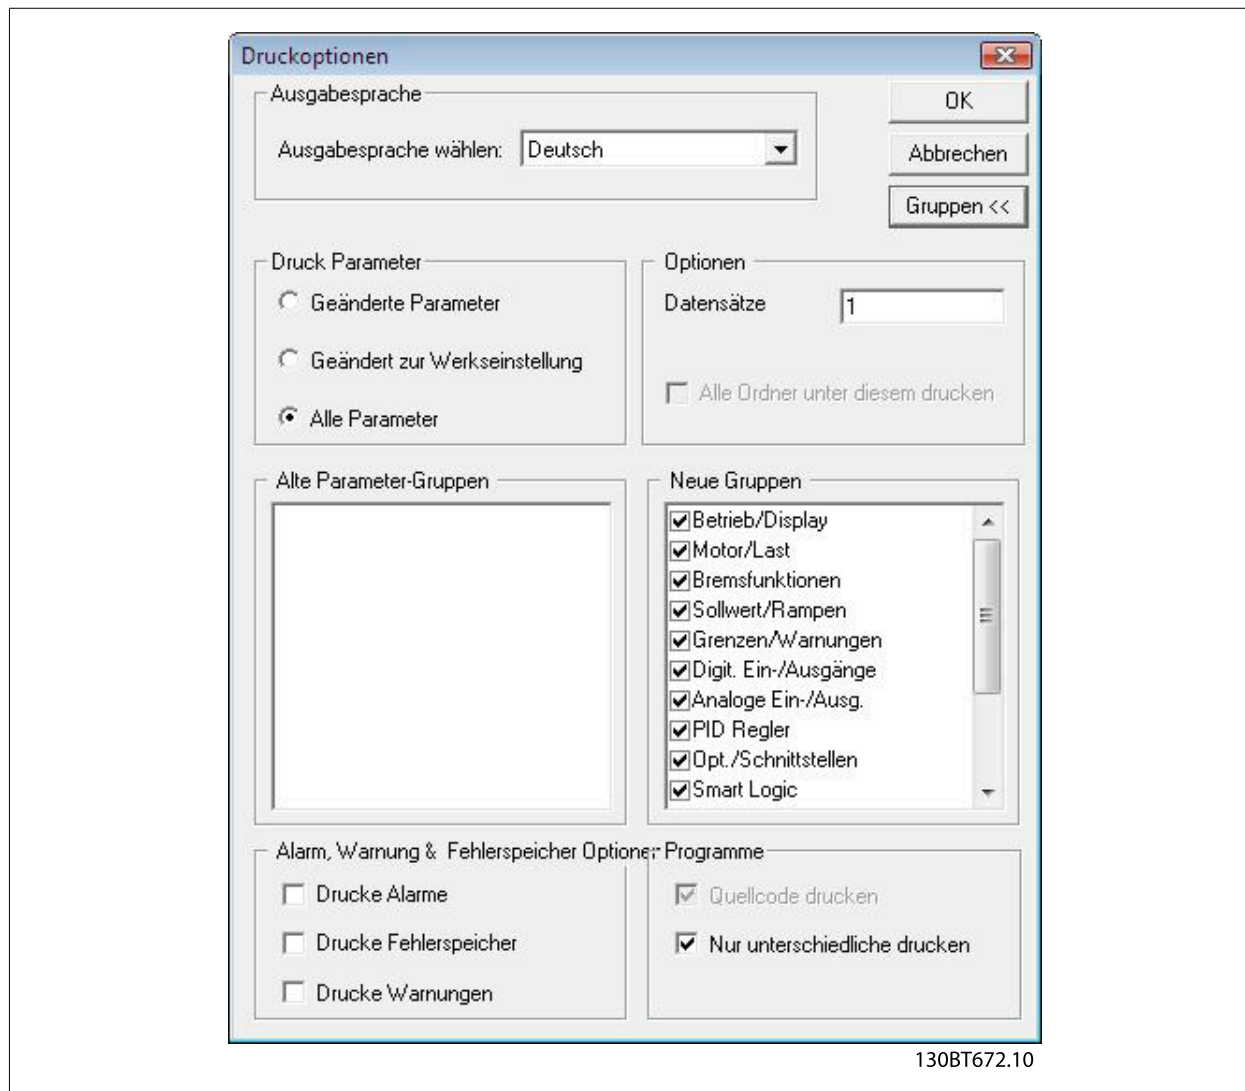 Druckoptionen
Ausgabesprache
Ausgabesprache wählen: Deutsch
OK
Abbrechen
Gruppen <<
Druck Parameter
Geänderte Parameter
Geändert zur Werkseinstellung
Alle Parameter
Optionen
Datensätze 1
Alle Ordner unter diesem drucken
Alte Parameter-Gruppen
Neue Gruppen
Betrieb/Display
Motor/Last
Bremsfunktionen
Sollwert/Rampen
Grenzen/Warnungen
Digit. Ein-/Ausgänge
Analoge Ein-/Ausg.
PID Regler
Opt./Schnittstellen
Smart Logic
Alarm, Warnung & Fehlerspeicher Optioner
Drucke Alarme
Drucke Fehlerspeicher
Drucke Warnungen
Programme
Quellcode drucken
Nur unterschiedliche drucken
130BT672.10